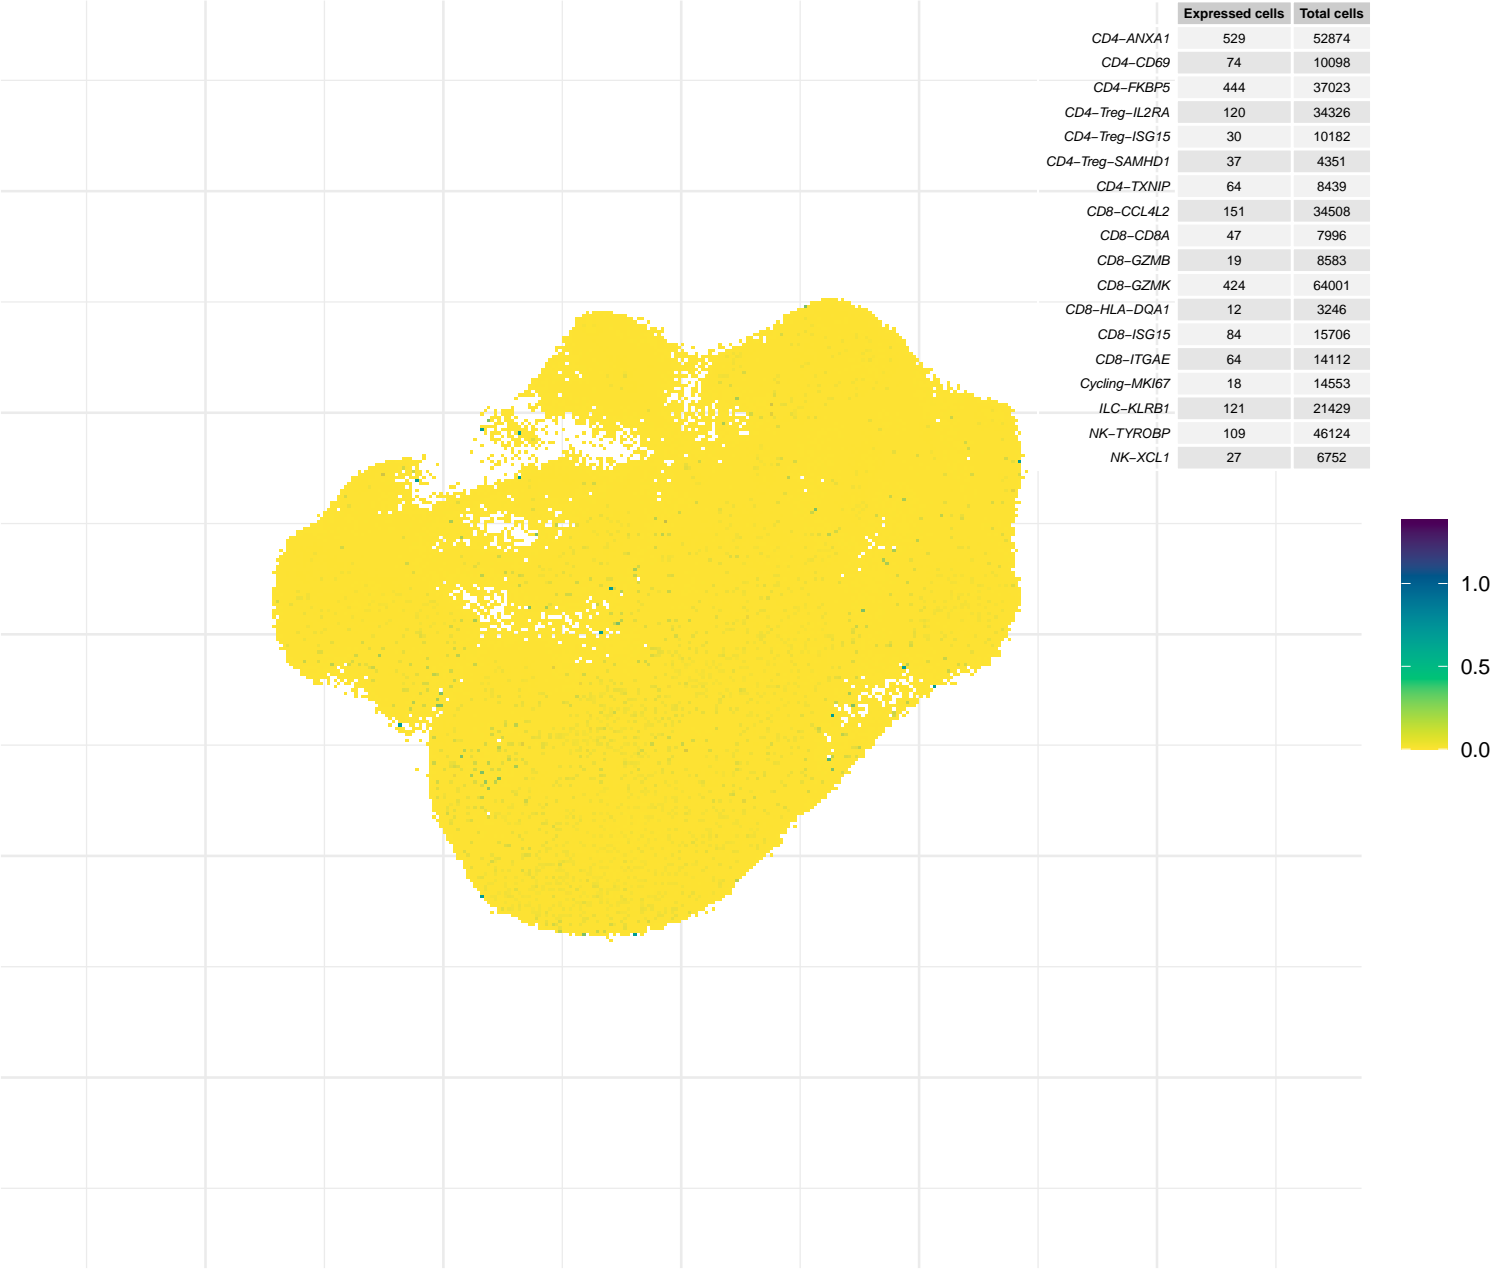 Expressed cells Total cells
CD4−ANXA1 529 52874
CD4−CD69 74 10098
CD4−FKBP5 444 37023
CD4−Treg−IL2RA 120 34326
CD4−Treg−ISG15 30 10182
CD4−Treg−SAMHD1 37 4351
CD4−TXNIP 64 8439
CD8−CCL4L2 151 34508
CD8−CD8A 47 7996
CD8−GZMB 19 8583
CD8−GZMK 424 64001
CD8−HLA−DQA1 12 3246
CD8−ISG15 84 15706
CD8−ITGAE 64 14112
Cycling−MKI67 18 14553
ILC−KLRB1 121 21429
NK−TYROBP 109 46124
NK−XCL1 27 6752
1.0
0.5
0.0